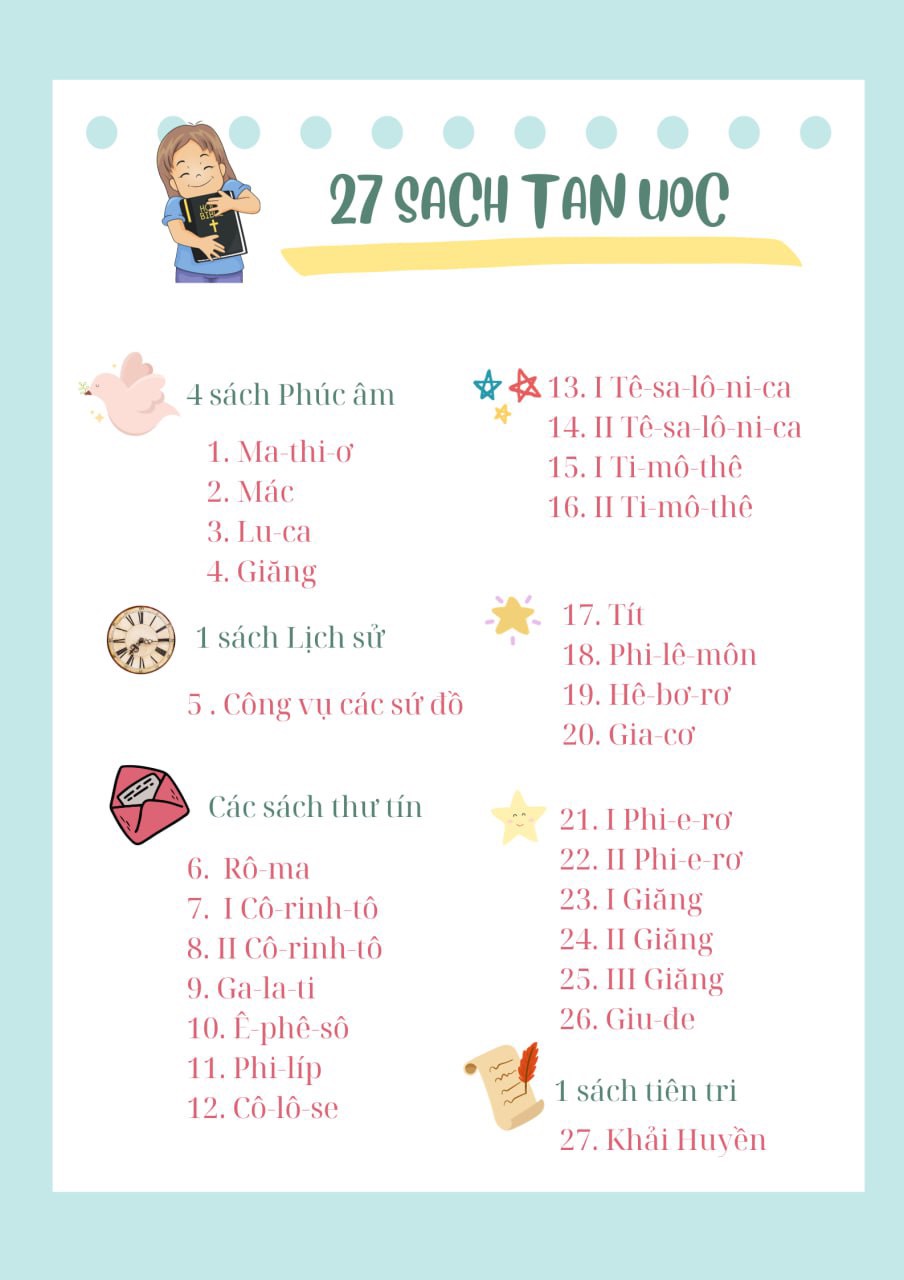 27 SACH TAN UOC
HOLY
BIBLE
4 sách Phúc âm
1. Ma-thi-ơ
2. Mác
3. Lu-ca
4. Giăng
1 sách Lịch sử
5 . Công vụ các sứ đồ
Các sách thư tín
6. Rô-ma
7. I Cô-rinh-tô
8. II Cô-rinh-tô
9. Ga-la-ti
10. Ê-phê-sô
11. Phi-líp
12. Cô-lô-se
13. I Tê-sa-lô-ni-ca
14. II Tê-sa-lô-ni-ca
15. I Ti-mô-thê
16. II Ti-mô-thê
17. Tít
18. Phi-lê-môn
19. Hê-bơ-rơ
20. Gia-cơ
21. I Phi-e-rơ
22. II Phi-e-rơ
23. I Giăng
24. II Giăng
25. III Giăng
26. Giu-đe
1 sách tiên tri
27. Khải Huyền